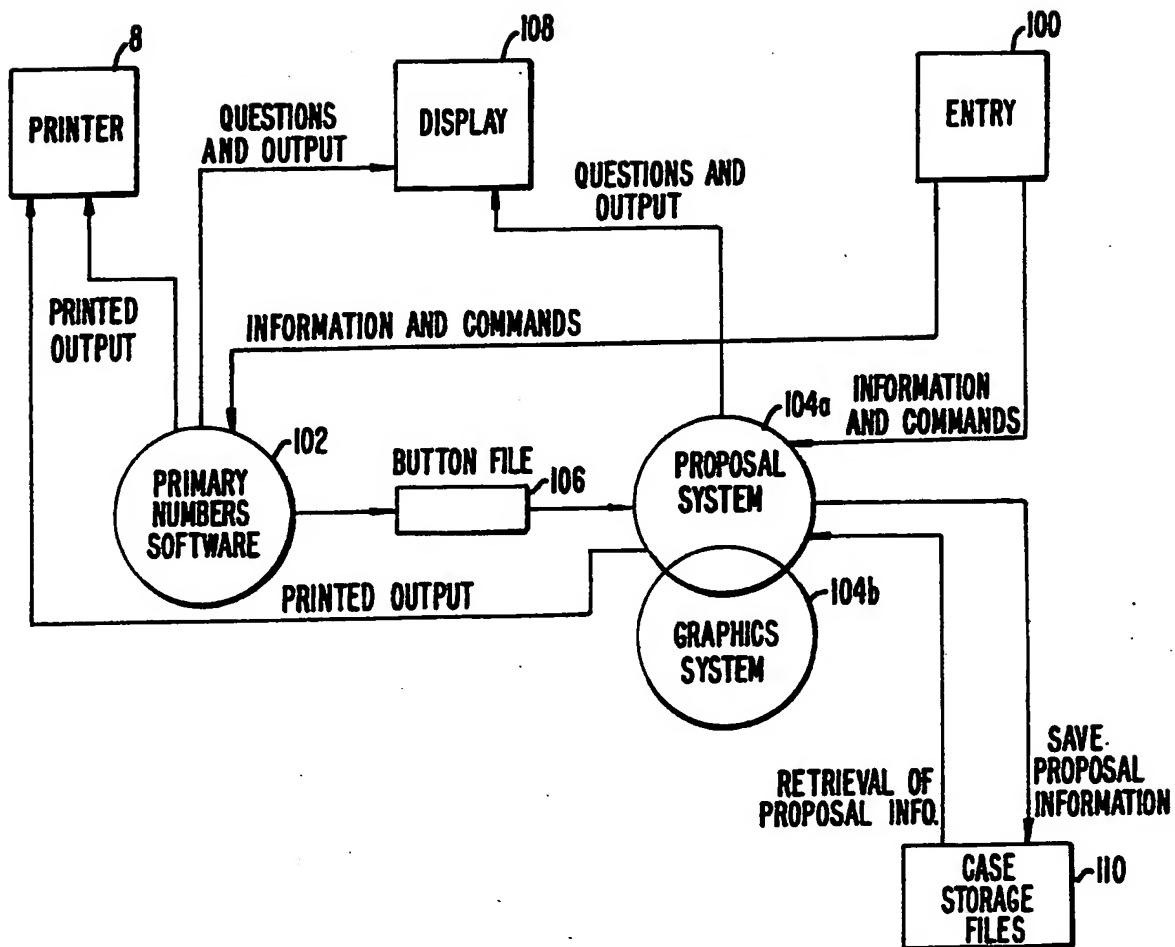 8
108
100
PRINTER
QUESTIONS
AND OUTPUT
DISPLAY
ENTRY
QUESTIONS AND
OUTPUT
PRINTED
OUTPUT
INFORMATION AND COMMANDS
104a
INFORMATION
AND COMMANDS
102
PRIMARY
NUMBERS
SOFTWARE
BUTTON FILE
106
PROPOSAL
SYSTEM
PRINTED OUTPUT
104b
GRAPHICS
SYSTEM
RETRIEVAL OF
PROPOSAL INFO.
SAVE
PROPOSAL
INFORMATION
CASE
STORAGE
FILES
110